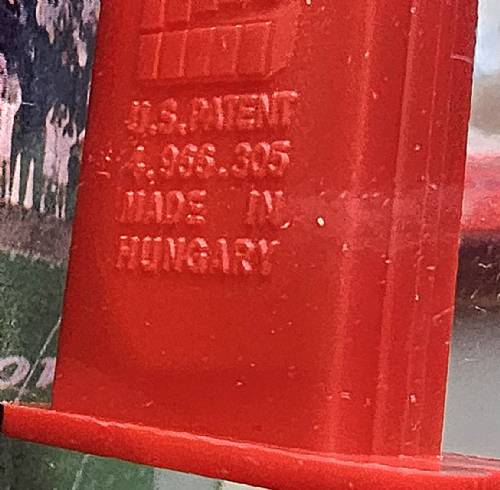 U.S. PATENT
4.966.305
MADE IN
HUNGARY